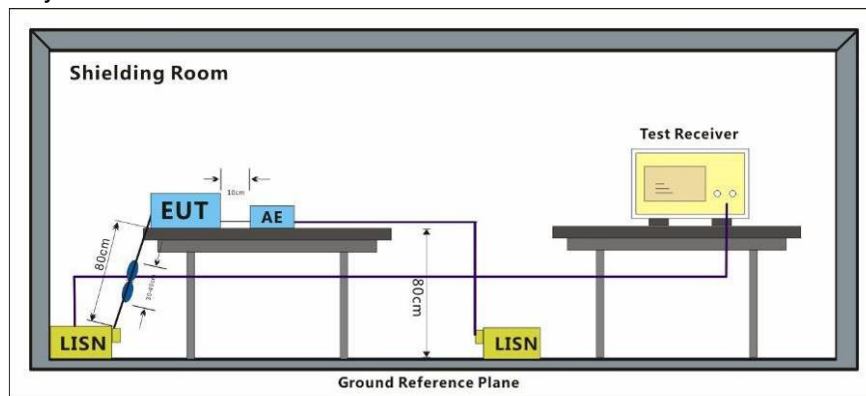 Shielding Room
Test Receiver
10cm
EUT
AE
80cm
80cm
LISN
LISN
Ground Reference Plane